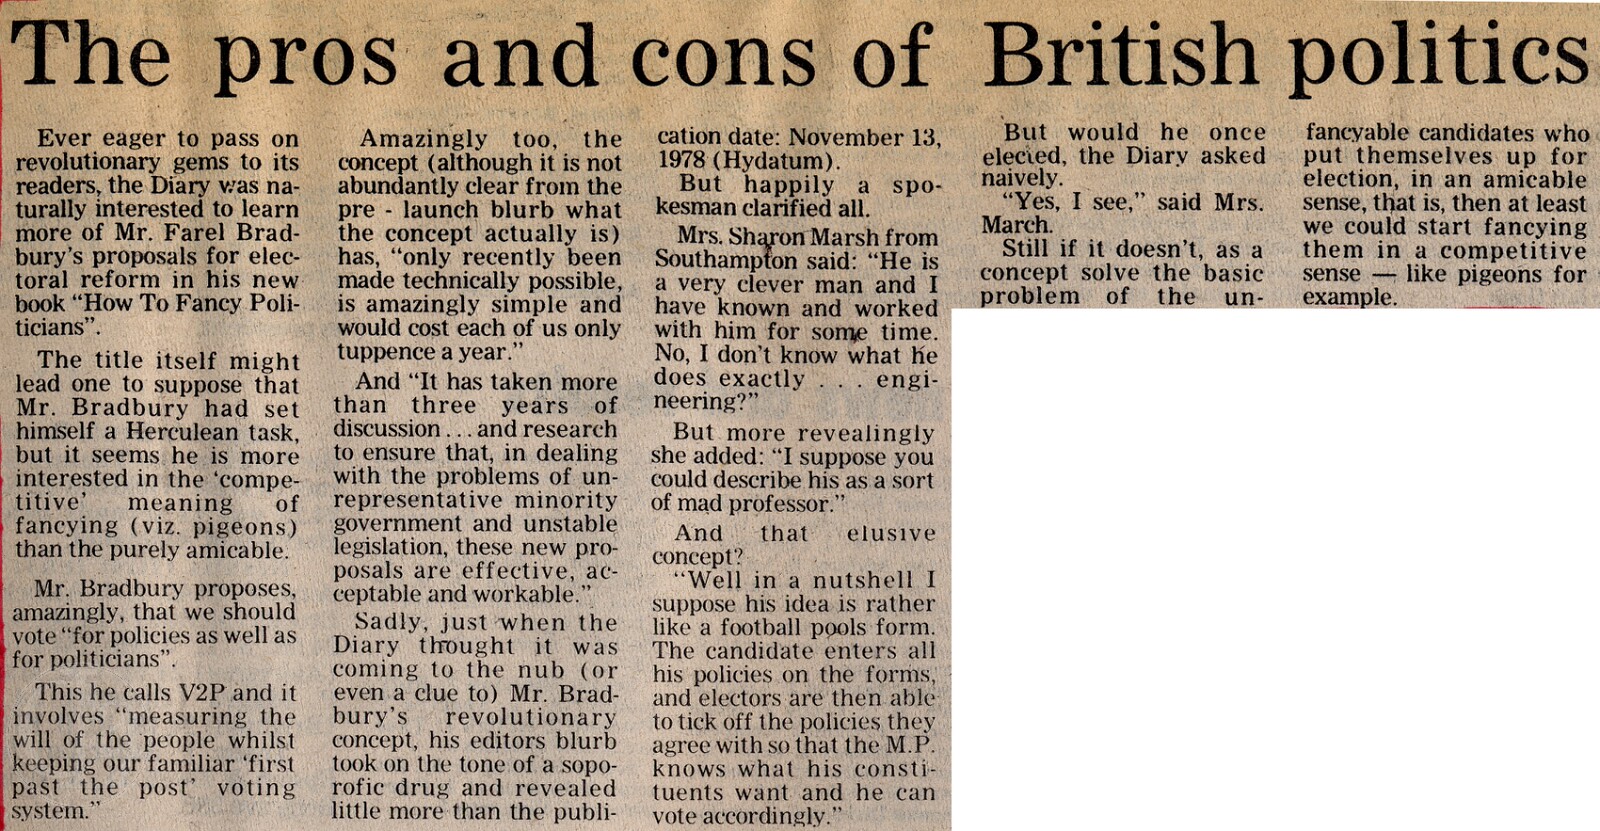 The pros and cons of British politics
Ever eager to pass on
revolutionary gems to its
readers, the Diary was na-
turally interested to learn
more of Mr. Farel Brad-
bury's proposals for elec-
toral reform in his new
book “How To Fancy Poli-
ticians”.
The title itself might
lead one to suppose that
Mr. Bradbury had set
himself a Herculean task,
but it seems he is more
interested in the ‘compe-
titive’ meaning of
fancying (viz. pigeons)
than the purely amicable.
Mr. Bradbury proposes,
amazingly, that we should
vote “for policies as well as
for politicians”.
This he calls V2P and it
involves “measuring the
will of the people whilst
keeping our familiar ‘first
past the post’ voting
system.”
Amazingly too, the
concept (although it is not
abundantly clear from the
pre - launch blurb what
the concept actually is)
has, “only recently been
made technically possible,
is amazingly simple and
would cost each of us only
tuppence a year.”
And “It has taken more
than three years of
discussion . . . and research
to ensure that, in dealing
with the problems of un-
representative minority
government and unstable
legislation, these new pro-
posals are effective, ac-
ceptable and workable.”
Sadly, just when the
Diary thought it was
coming to the nub (or
even a clue to) Mr. Brad-
bury's revolutionary
concept, his editors blurb
took on the tone of a sopo-
rofic drug and revealed
little more than the publi-
cation date: November 13,
1978 (Hydatum).
But happily a spo-
kesman clarified all.
Mrs. Sharon Marsh from
Southampton said: “He is
a very clever man and I
have known and worked
with him for some time.
No, I don't know what he
does exactly . . . engi-
neering?”
But more revealingly
she added: “I suppose you
could describe his as a sort
of mad professor.”
And that elusive
concept?
“Well in a nutshell I
suppose his idea is rather
like a football pools form.
The candidate enters all
his policies on the forms,
and electors are then able
to tick off the policies they
agree with so that the M.P.
knows what his consti-
tuents want and he can
vote accordingly.”
But would he once
elected, the Diary asked
naively.
“Yes, I see,” said Mrs.
March.
Still if it doesn't, as a
concept solve the basic
problem of the un-
fancyable candidates who
put themselves up for
election, in an amicable
sense, that is, then at least
we could start fancying
them in a competitive
sense — like pigeons for
example.